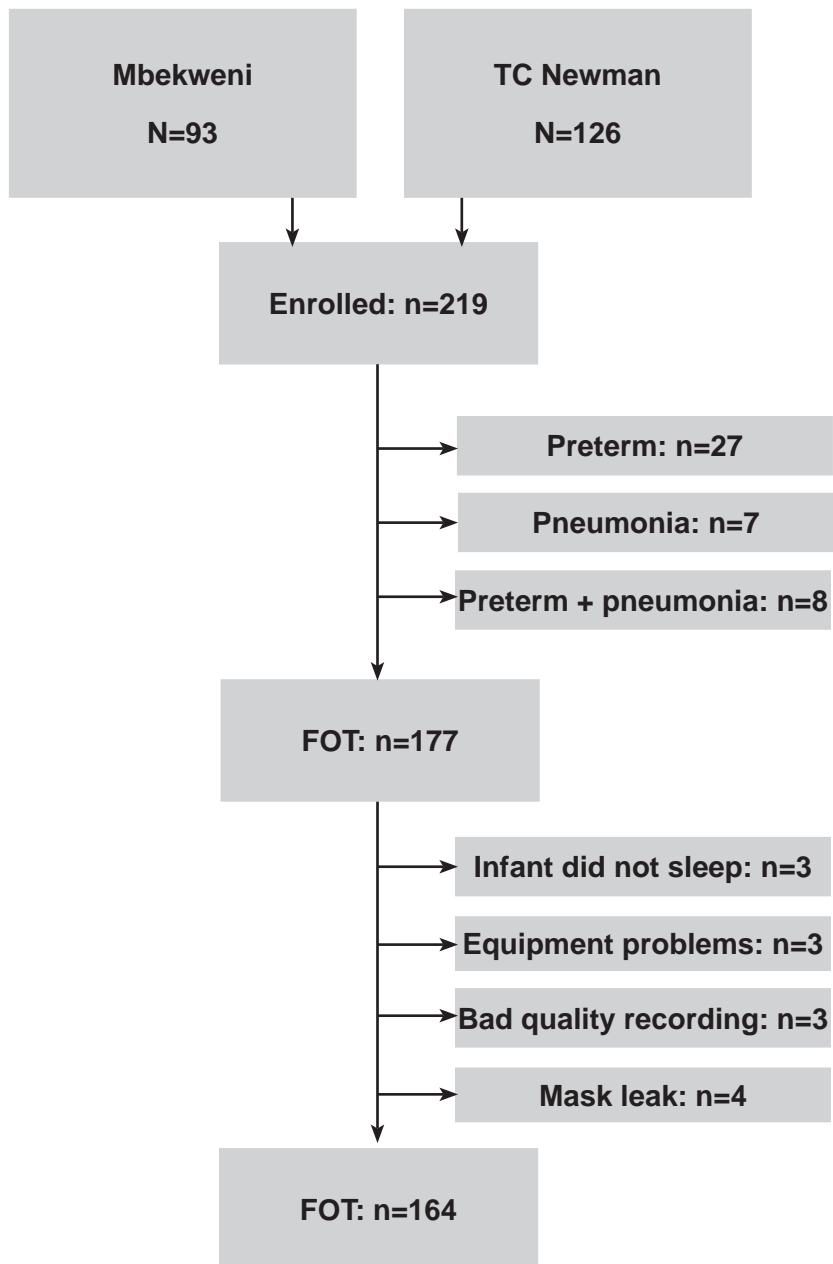 Mbekweni
N=93
TC Newman
N=126
Enrolled: n=219
Preterm: n=27
Pneumonia: n=7
Preterm + pneumonia: n=8
FOT: n=177
Infant did not sleep: n=3
Equipment problems: n=3
Bad quality recording: n=3
Mask leak: n=4
FOT: n=164